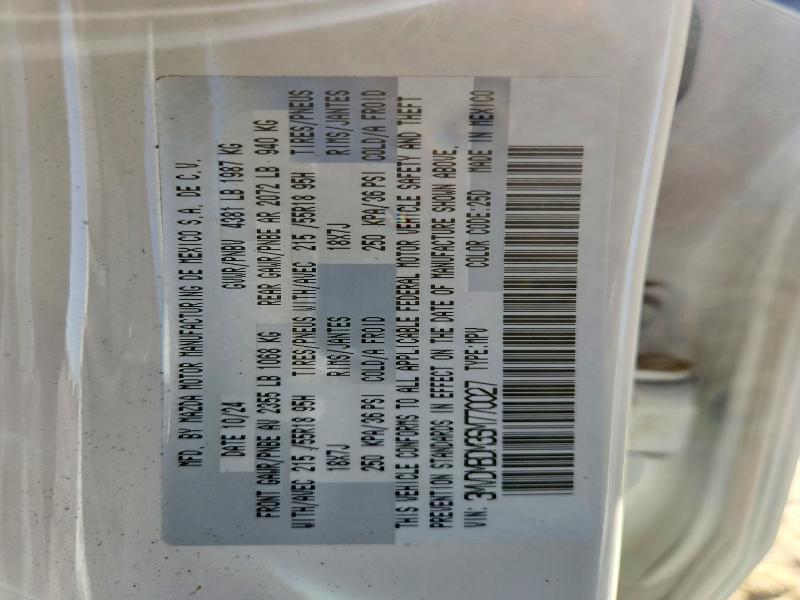 MFD. BY MAZDA MOTOR MANUFACTURING DE MEXICO S.A. DE C.V.
DATE 10/24 GVWR/PNBV 4381 LB 1987 KG
FRONT GAWR/PNBE AV 2355 LB 1068 KG REAR GAWR/PNBE AR 2072 LB 940 KG
WITH/AVEC 215/55R18 95H TIRES/PNEUS WITH/AVEC 215/55R18 95H TIRES/PNEUS
18X7J RIMS/JANTES 18X7J RIMS/JANTES
250 KPA/36 PSI COLD/A FROID 250 KPA/36 PSI COLD/A FROID
THIS VEHICLE CONFORMS TO ALL APPLICABLE FEDERAL MOTOR VEHICLE SAFETY AND THEFT
PREVENTION STANDARDS IN EFFECT ON THE DATE OF MANUFACTURE SHOWN ABOVE.
VIN: TYPE:MPV COLOR CODE:25D MADE IN MEXICO